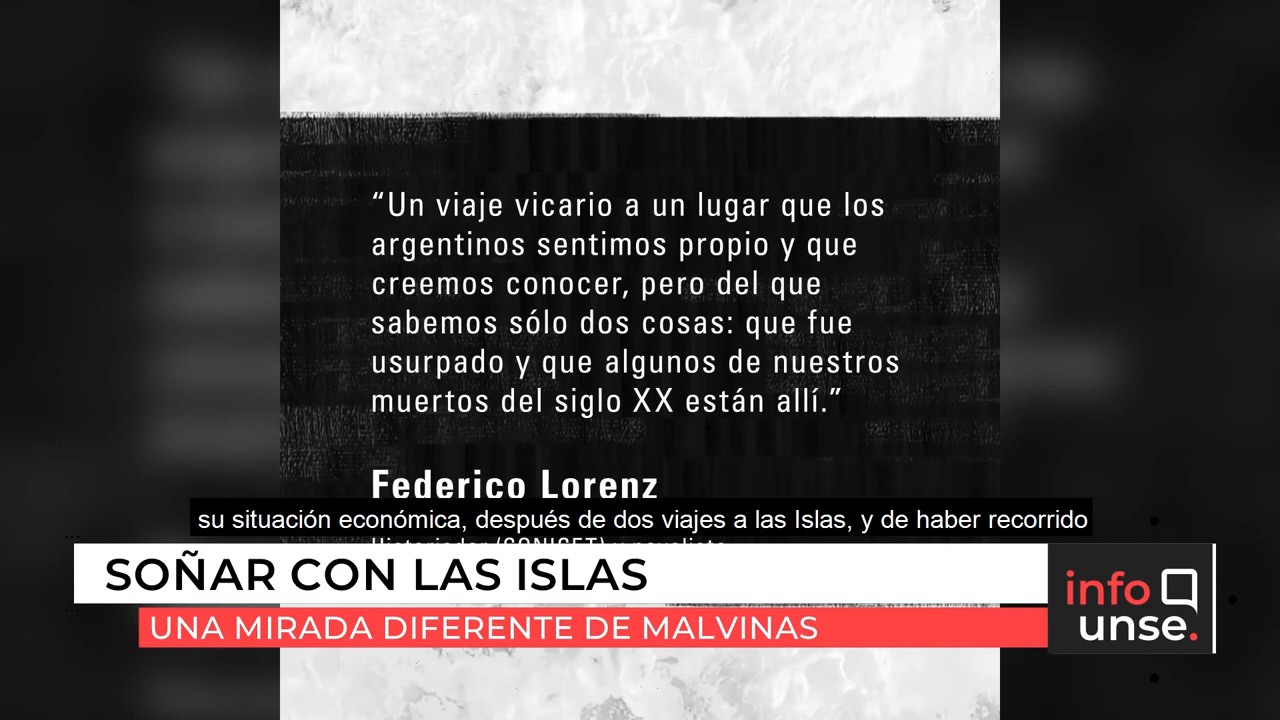 “Un viaje vicario a un lugar que los
argentinos sentimos propio y que
creemos conocer, pero del que
sabemos sólo dos cosas: que fue
usurpado y que algunos de nuestros
muertos del siglo XX están allí.”
Federico Lorenz
su situación económica, después de dos viajes a las Islas, y de haber recorrido
Historiador (CONICET) y novelista
SOÑAR CON LAS ISLAS
UNA MIRADA DIFERENTE DE MALVINAS
info
unse.